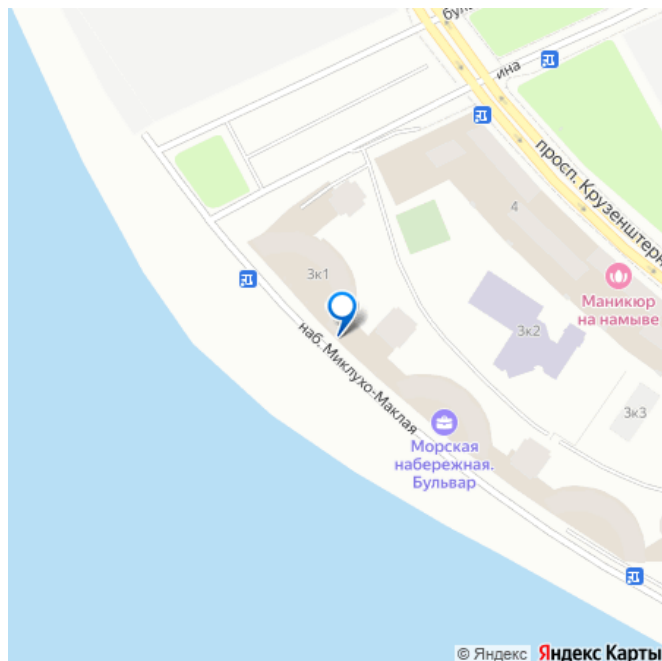 бул
ина
просп. Крузенштерн
4
3к1
Маникюр
на намыве
3к2
наб. Миклухо-Маклая
3к3
Морская
набережная.
Бульвар
© Яндекс Яндекс Карты